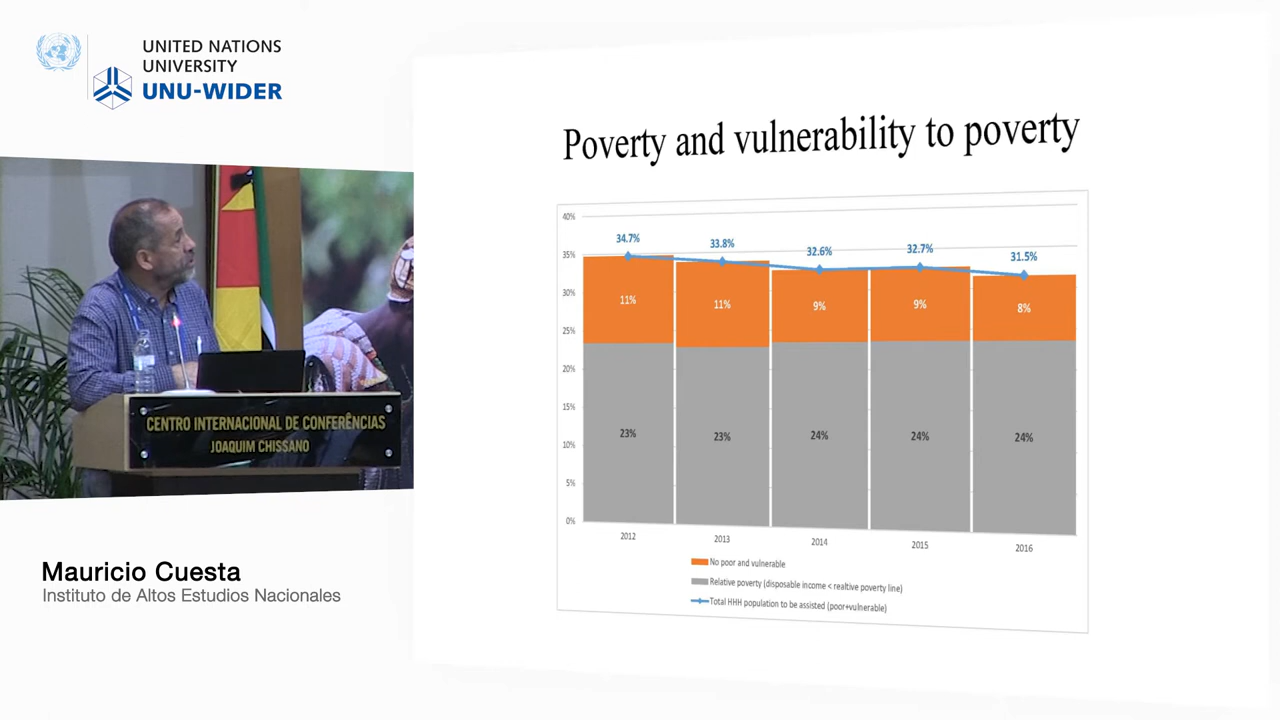 UNITED NATIONS
UNIVERSITY
UNU-WIDER
Poverty and vulnerability to poverty
40%
35%
30%
25%
20%
15%
10%
5%
0%
34.7%
33.8%
32.6%
32.7%
31.5%
11%
11%
9%
9%
8%
23%
23%
24%
24%
24%
2012
2013
2014
2015
2016
No poor and vulnerable
Relative poverty (disposable income < realtive poverty line)
Total HHH population to be assisted (poor+vulnerable)
CENTRO INTERNACIONAL DE CONFERÊNCIAS
JOAQUIM CHISSANO
Mauricio Cuesta
Instituto de Altos Estudios Nacionales